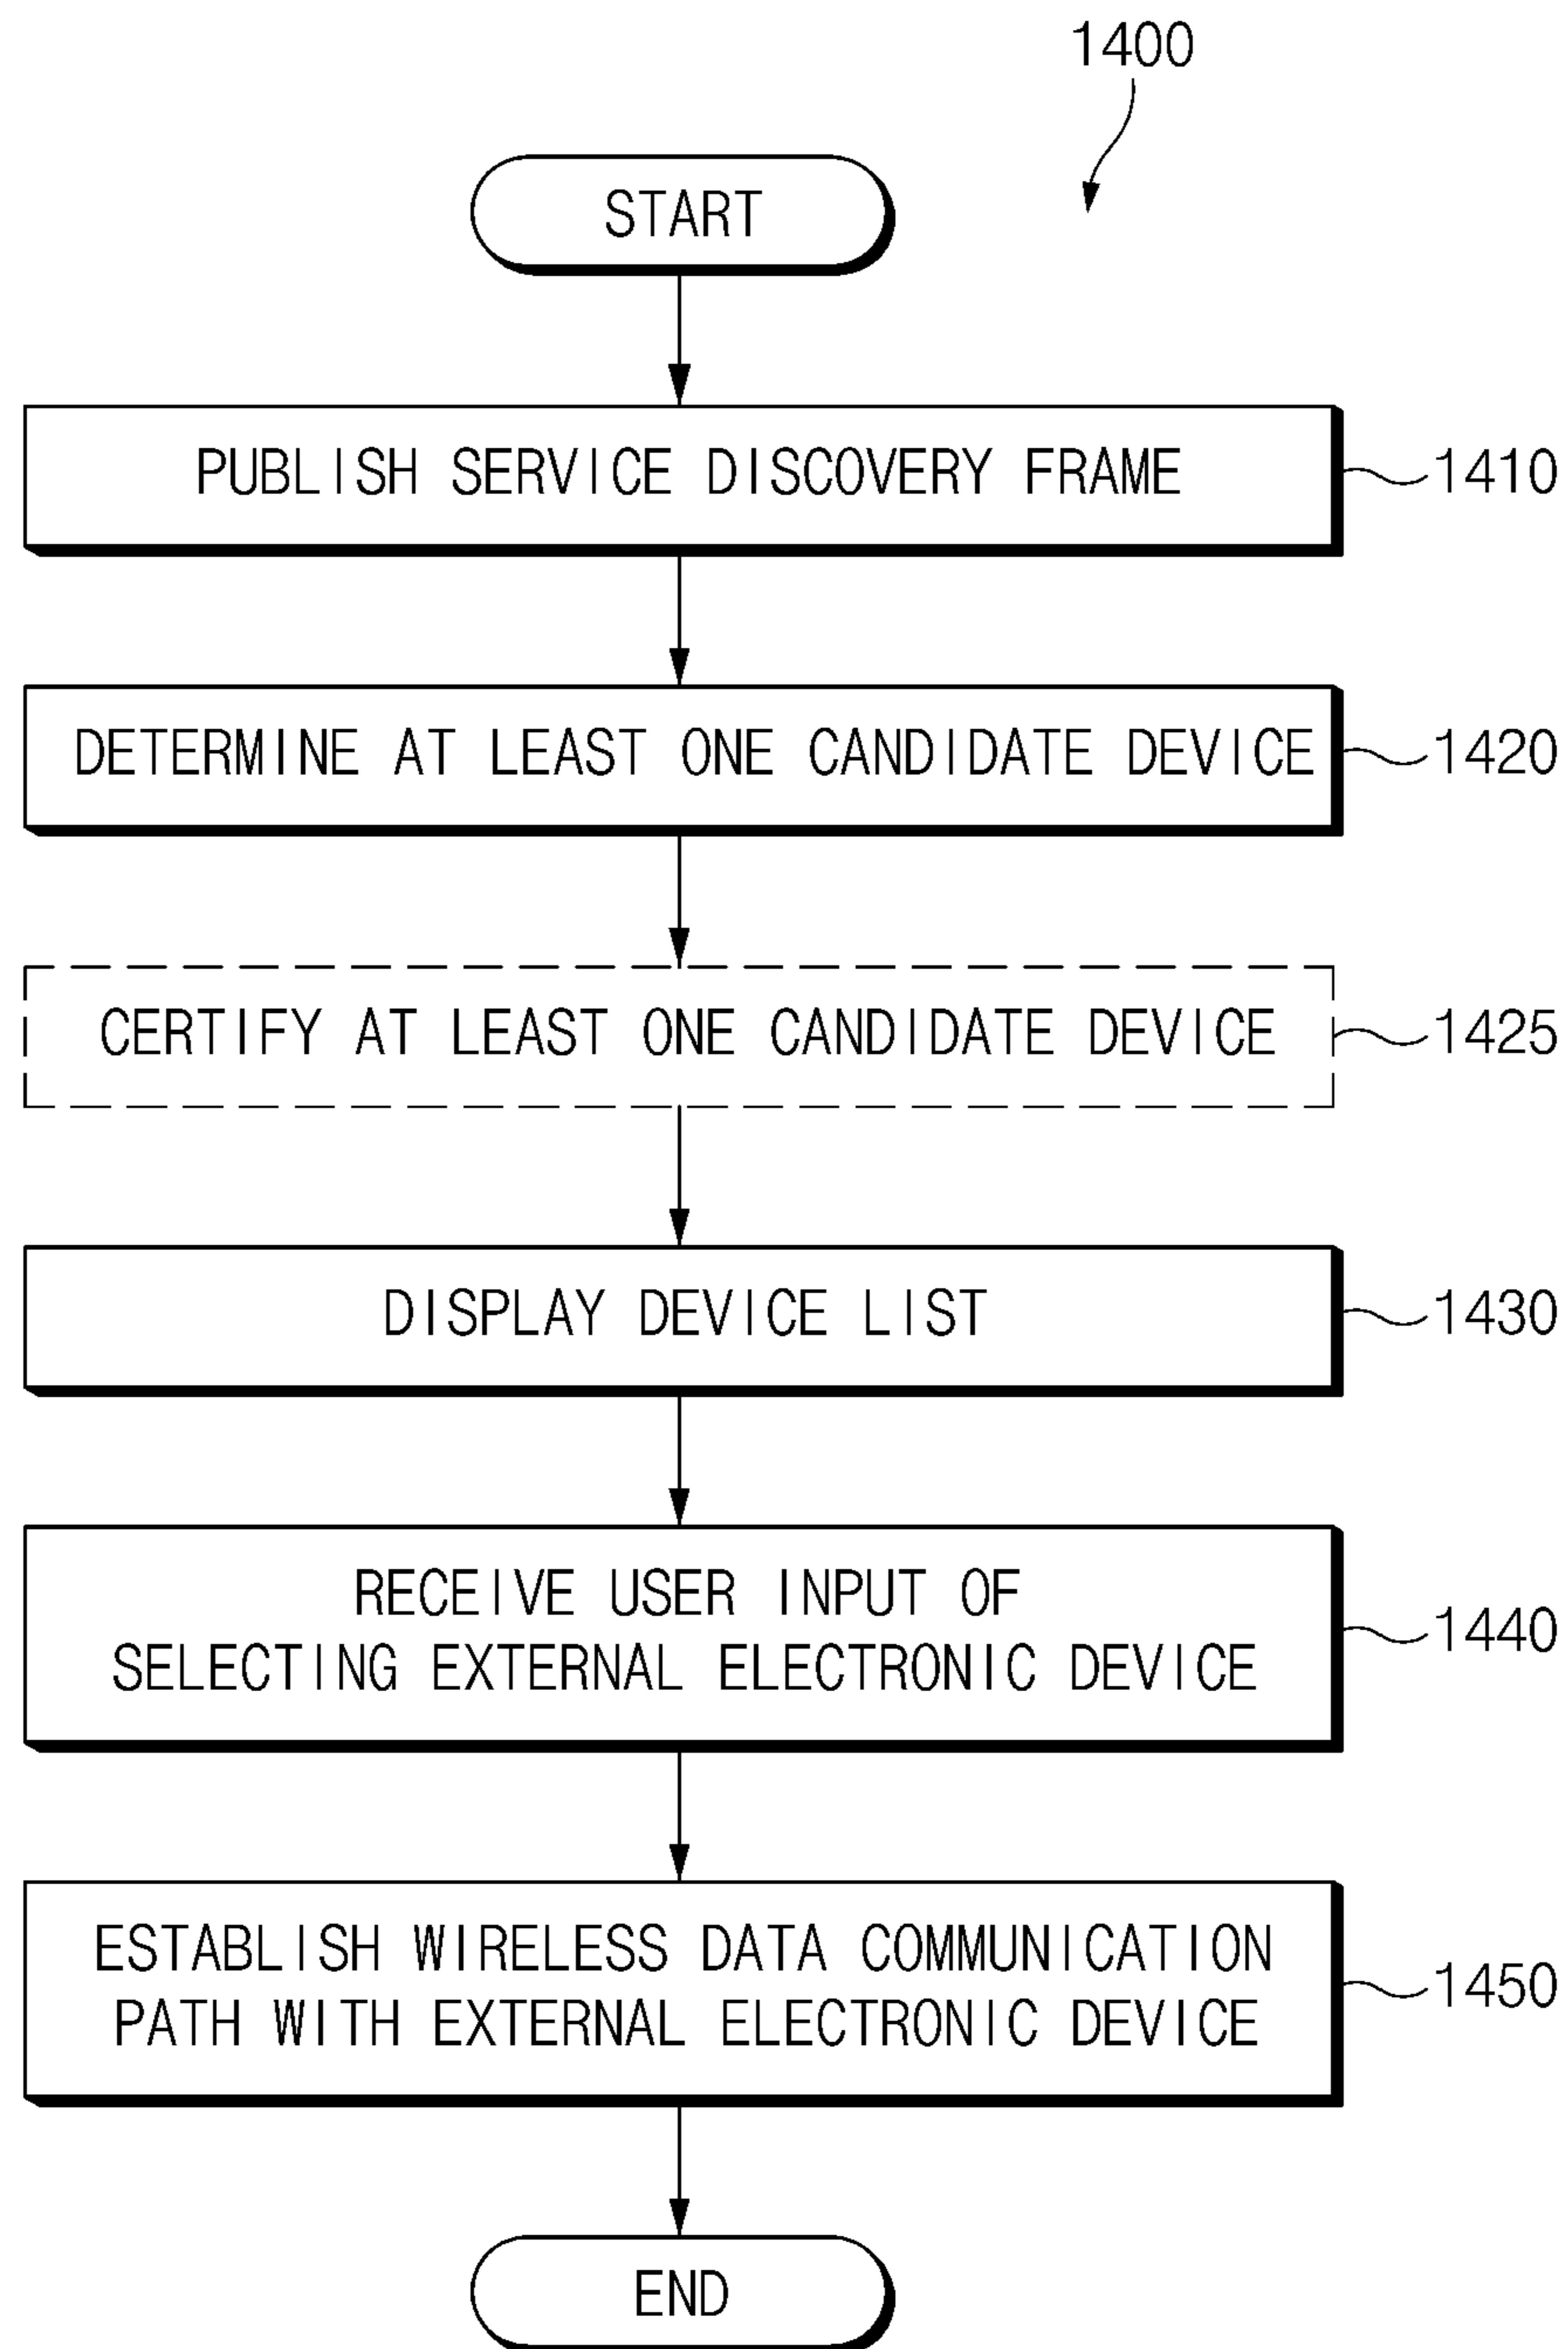 1400
START
PUBLISH SERVICE DISCOVERY FRAME
1410
DETERMINE AT LEAST ONE CANDIDATE DEVICE
1420
CERTIFY AT LEAST ONE CANDIDATE DEVICE
1425
DISPLAY DEVICE LIST
1430
RECEIVE USER INPUT OF
SELECTING EXTERNAL ELECTRONIC DEVICE
1440
ESTABLISH WIRELESS DATA COMMUNICATION
PATH WITH EXTERNAL ELECTRONIC DEVICE
1450
END